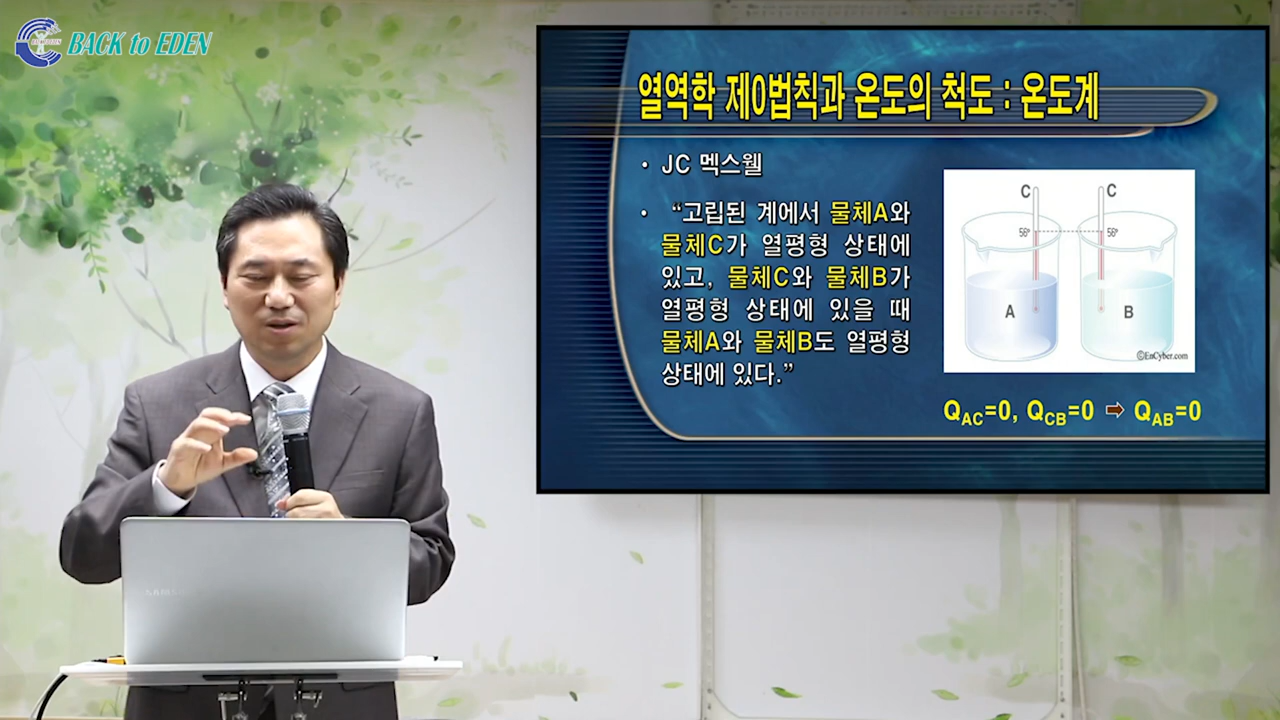 BACK to EDEN
열역학 제0법칙과 온도의 척도 : 온도계
• JC 멕스웰
• “고립된 계에서 물체A와
물체C가 열평형 상태에
있고, 물체C와 물체B가
열평형 상태에 있을 때
물체A와 물체B도 열평형
상태에 있다.”
C C
56° 56°
A B
©EnCyber.com
QAC=0, QCB=0 ⇨ QAB=0
SAMSUNG